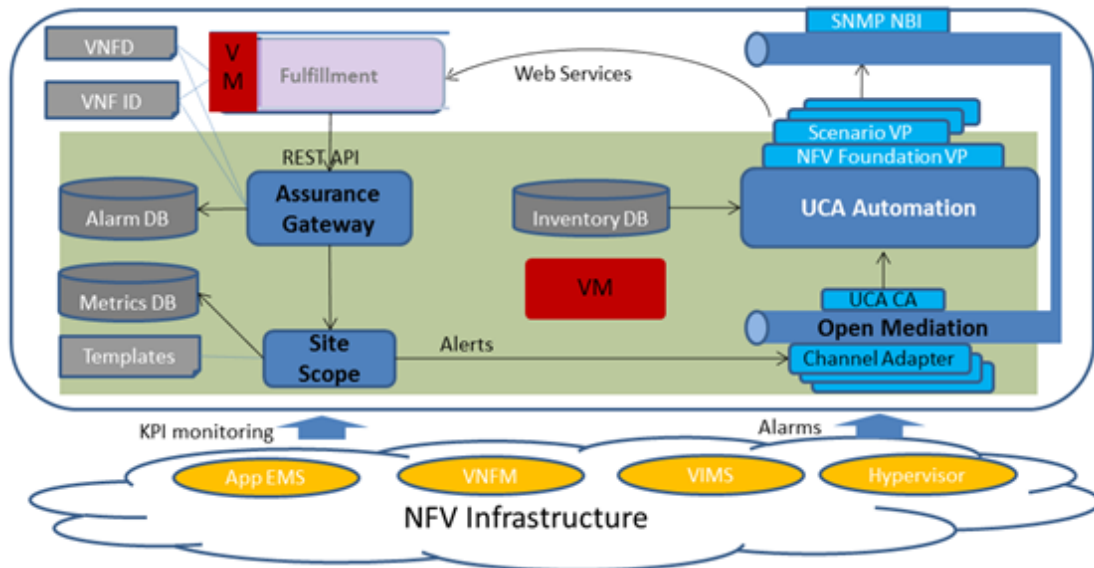 SNMP NBI
VNFD
V
M
Fulfillment
Web Services
VNF ID
Scenario VP
REST API
NFV Foundation VP
Assurance
Gateway
Alarm DB
Inventory DB
UCA Automation
VM
Metrics DB
UCA CA
Open Mediation
Templates
Site
Scope
Alerts
Channel Adapter
KPI monitoring
Alarms
App EMS
VNFM
VIMS
Hypervisor
NFV Infrastructure